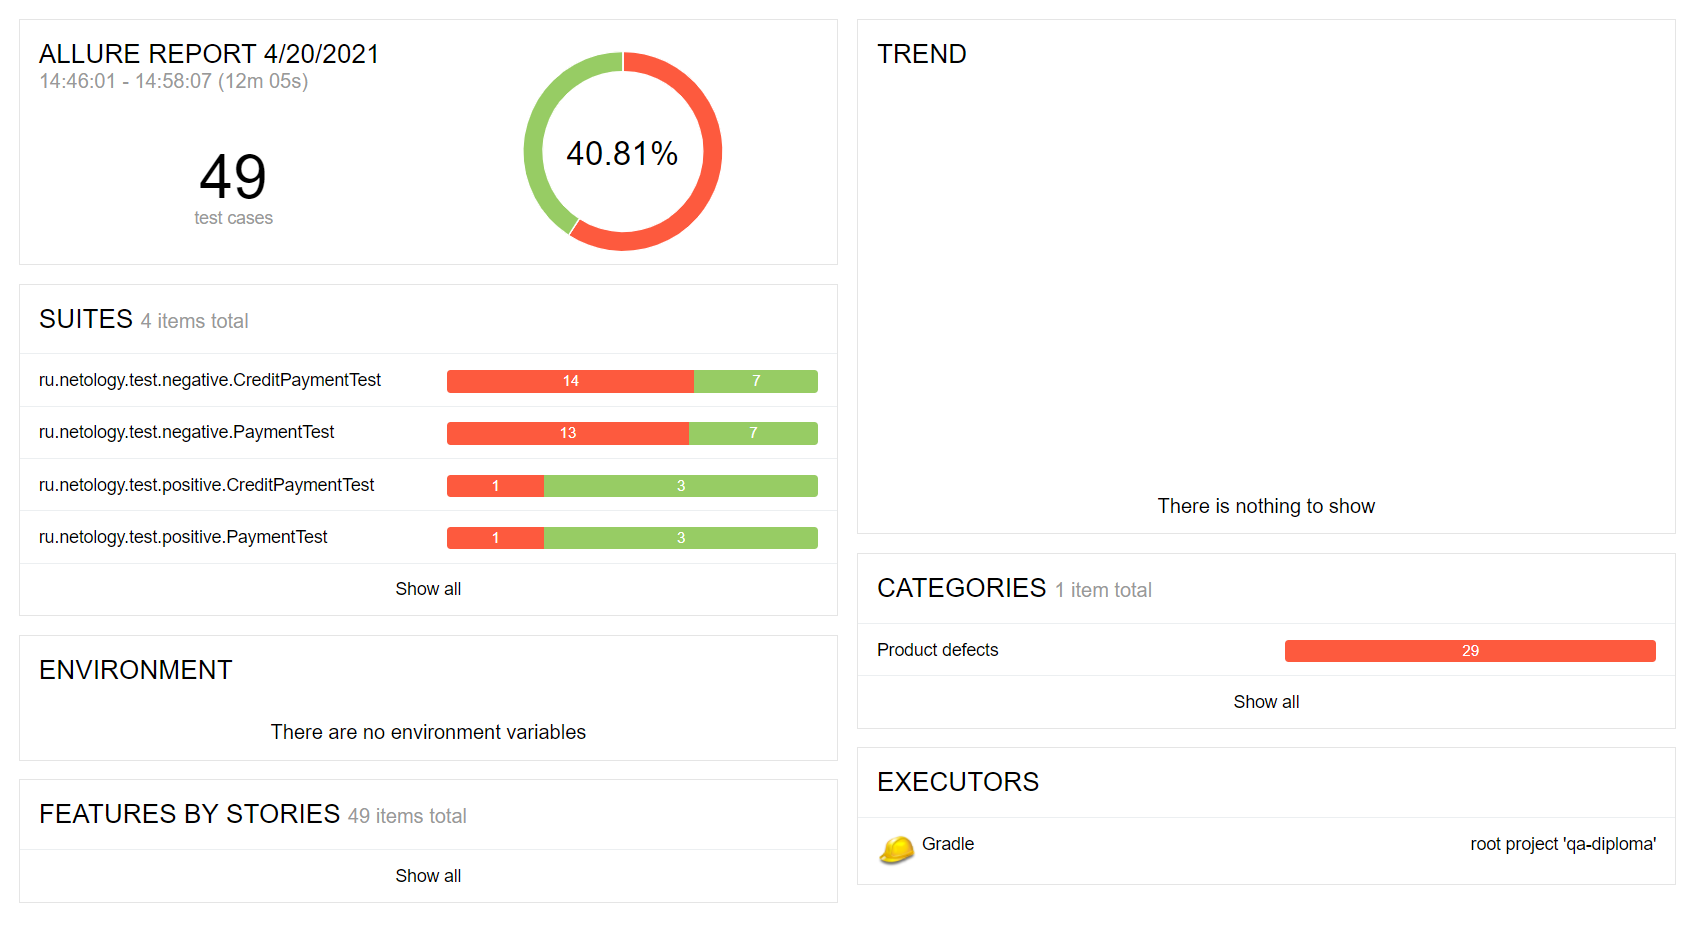 ALLURE REPORT 4/20/2021
14:46:01 - 14:58:07 (12m 05s)
49
test cases
40.81%
SUITES 4 items total
ru.netology.test.negative.CreditPaymentTest 14 7
ru.netology.test.negative.PaymentTest 13 7
ru.netology.test.positive.CreditPaymentTest 1 3
ru.netology.test.positive.PaymentTest 1 3
Show all
ENVIRONMENT
There are no environment variables
FEATURES BY STORIES 49 items total
Show all
TREND
There is nothing to show
CATEGORIES 1 item total
Product defects 29
Show all
EXECUTORS
Gradle root project 'qa-diploma'